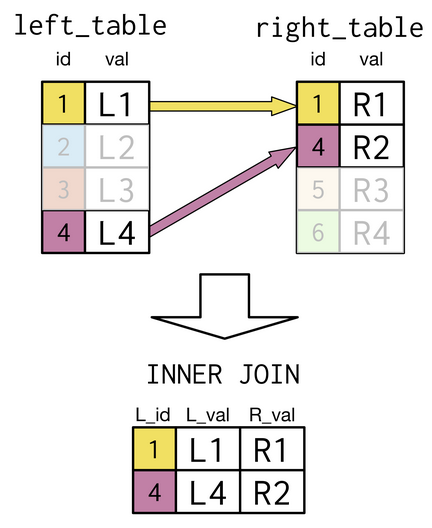 left_table right_table
id val id val
1 L1 1 R1
2 L2 4 R2
3 L3 5 R3
4 L4 6 R4
INNER JOIN
L_id L_val R_val
1 L1 R1
4 L4 R2